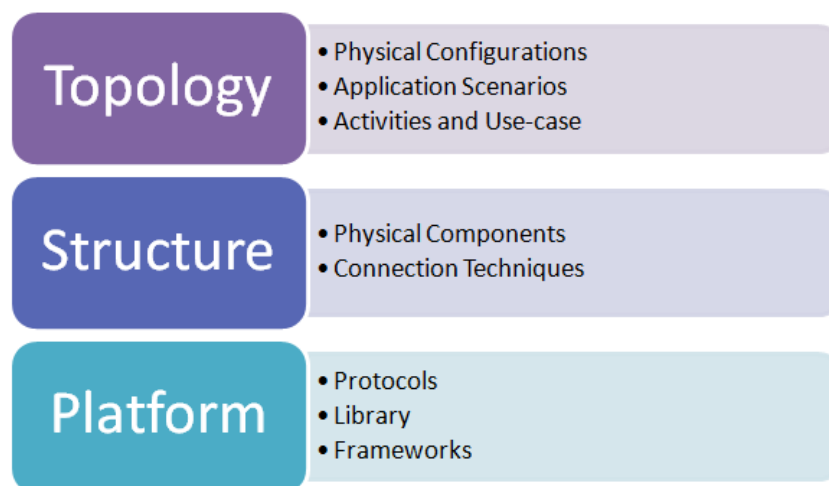 Topology
• Physical Configurations
• Application Scenarios
• Activities and Use-case
Structure
• Physical Components
• Connection Techniques
Platform
• Protocols
• Library
• Frameworks